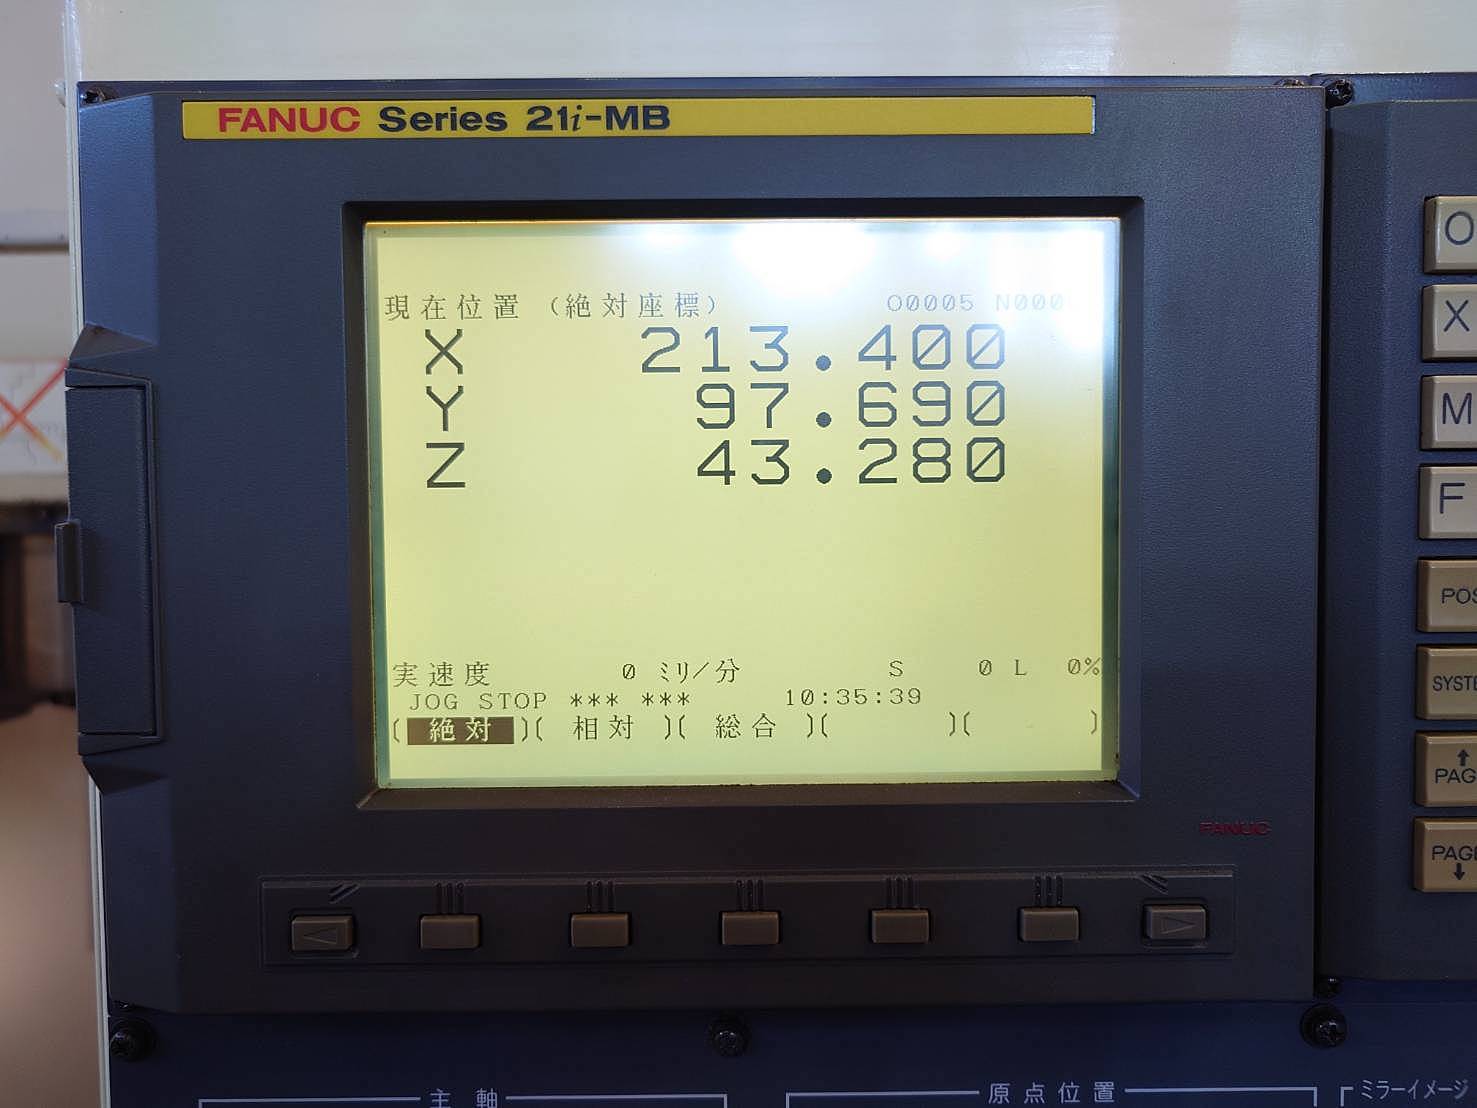 FANUC Series 21i-MB
現在位置 (絶対座標) O0005 N000
X 213.400
Y 97.690
Z 43.280
実速度 0 ミリ/分 S 0 L 0%
JOG STOP *** *** 10:35:39
[ 絶対 ][ 相対 ][ 総合 ][ ][ ]
FANUC
O
X
M
F
POS
SYSTE
↑
PAG
PAGE
↓
主軸
原点位置
ミラーイメージ